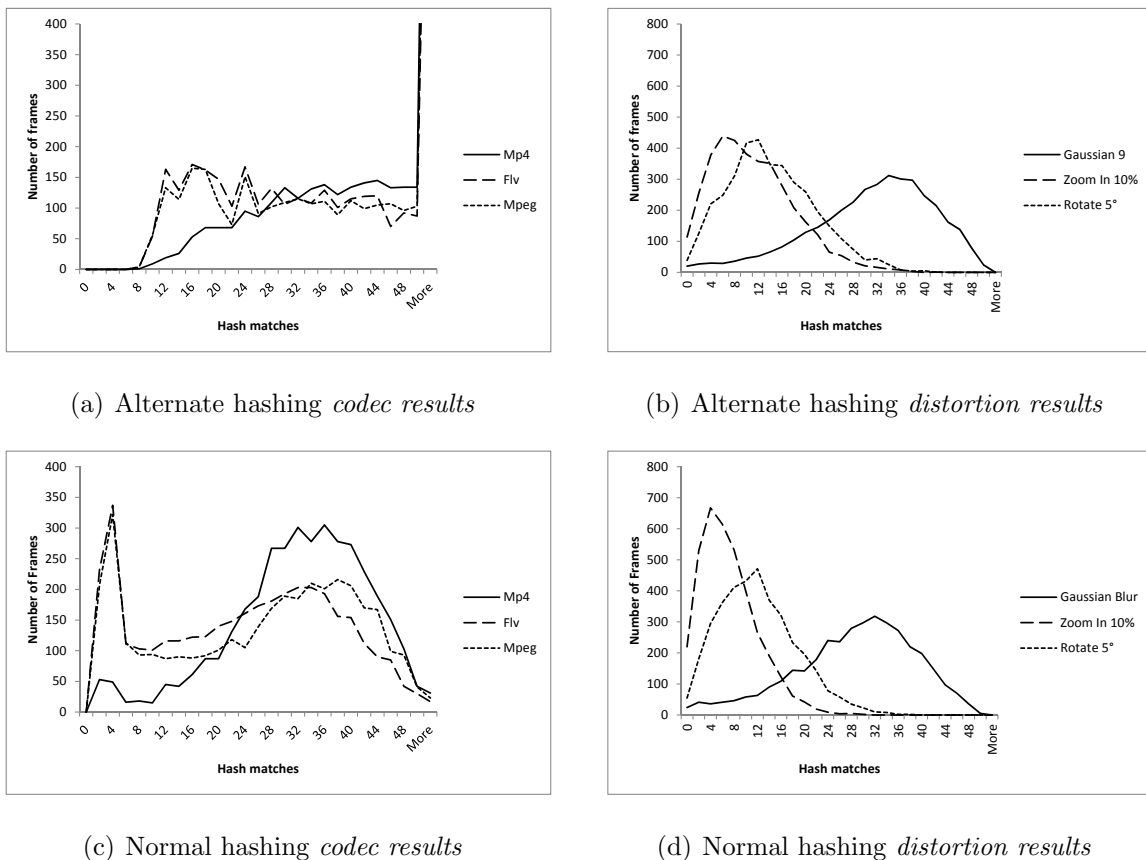 400
350
300
250
200
150
100
50
0
Number of frames
0 4 8 12 16 20 24 28 32 36 40 44 48 More
Hash matches
Mp4
Flv
Mpeg
(a) Alternate hashing codec results
800
700
600
500
400
300
200
100
0
Number of frames
0 4 8 12 16 20 24 28 32 36 40 44 48 More
Hash matches
Gaussian 9
Zoom In 10%
Rotate 5°
(b) Alternate hashing distortion results
400
350
300
250
200
150
100
50
0
Number of Frames
0 4 8 12 16 20 24 28 32 36 40 44 48 More
Hash matches
Mp4
Flv
Mpeg
(c) Normal hashing codec results
800
700
600
500
400
300
200
100
0
Number of Frames
0 4 8 12 16 20 24 28 32 36 40 44 48 More
Hash matches
Gaussian Blur
Zoom In 10%
Rotate 5°
(d) Normal hashing distortion results